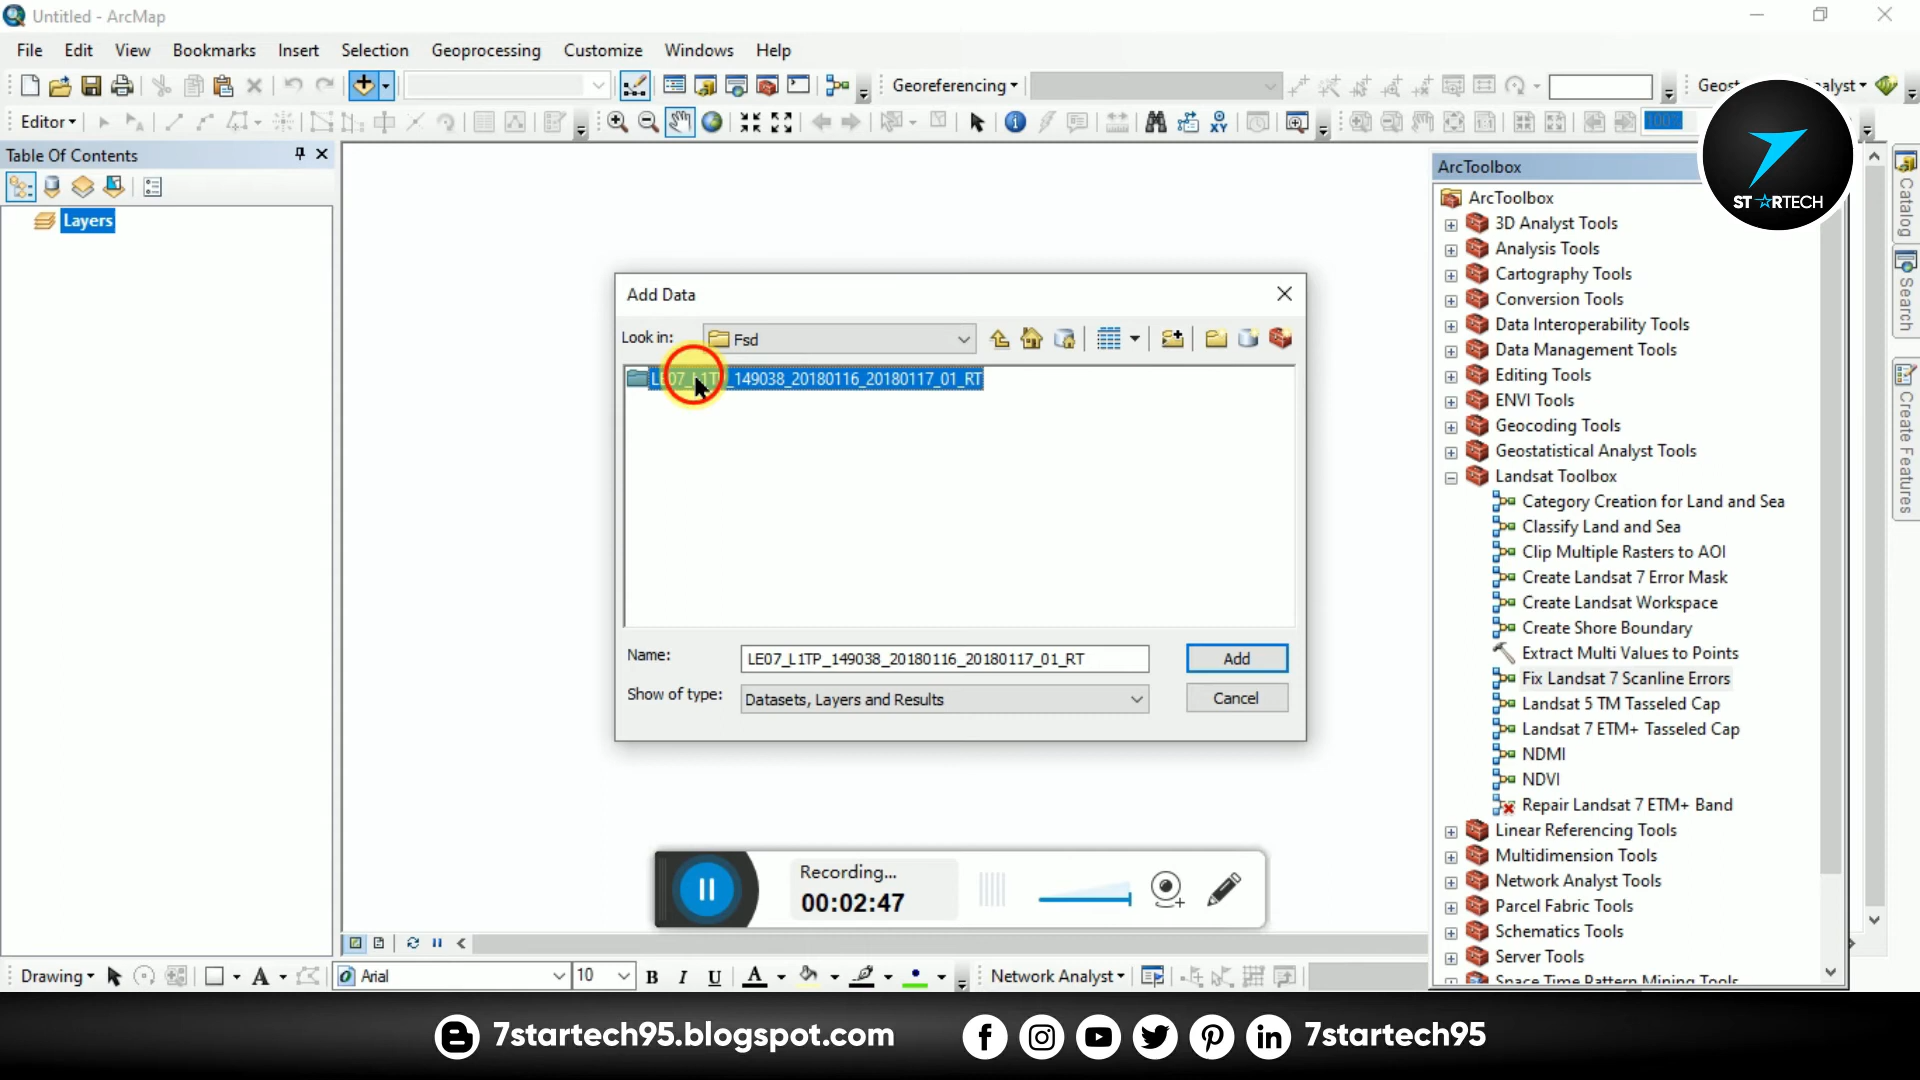 Untitled - ArcMap
File Edit View Bookmarks Insert Selection Geoprocessing Customize Windows Help
Georeferencing
Editor
100%
Table Of Contents
Layers
Add Data
Look in: Fsd
LE07_L1TP_149038_20180116_20180117_01_RT
Name: LE07_L1TP_149038_20180116_20180117_01_RT
Add
Show of type: Datasets, Layers and Results
Cancel
ArcToolbox
ArcToolbox
3D Analyst Tools
Analysis Tools
Cartography Tools
Conversion Tools
Data Interoperability Tools
Data Management Tools
Editing Tools
ENVI Tools
Geocoding Tools
Geostatistical Analyst Tools
Landsat Toolbox
Category Creation for Land and Sea
Classify Land and Sea
Clip Multiple Rasters to AOI
Create Landsat 7 Error Mask
Create Landsat Workspace
Create Shore Boundary
Extract Multi Values to Points
Fix Landsat 7 Scanline Errors
Landsat 5 TM Tasseled Cap
Landsat 7 ETM+ Tasseled Cap
NDMI
NDVI
Repair Landsat 7 ETM+ Band
Linear Referencing Tools
Multidimension Tools
Network Analyst Tools
Parcel Fabric Tools
Schematics Tools
Server Tools
Space Time Pattern Mining Tools
Catalog
Search
Create Features
ST☆RTECH
Recording...
00:02:47
Drawing Arial 10 B I U A Network Analyst
7startech95.blogspot.com 7startech95